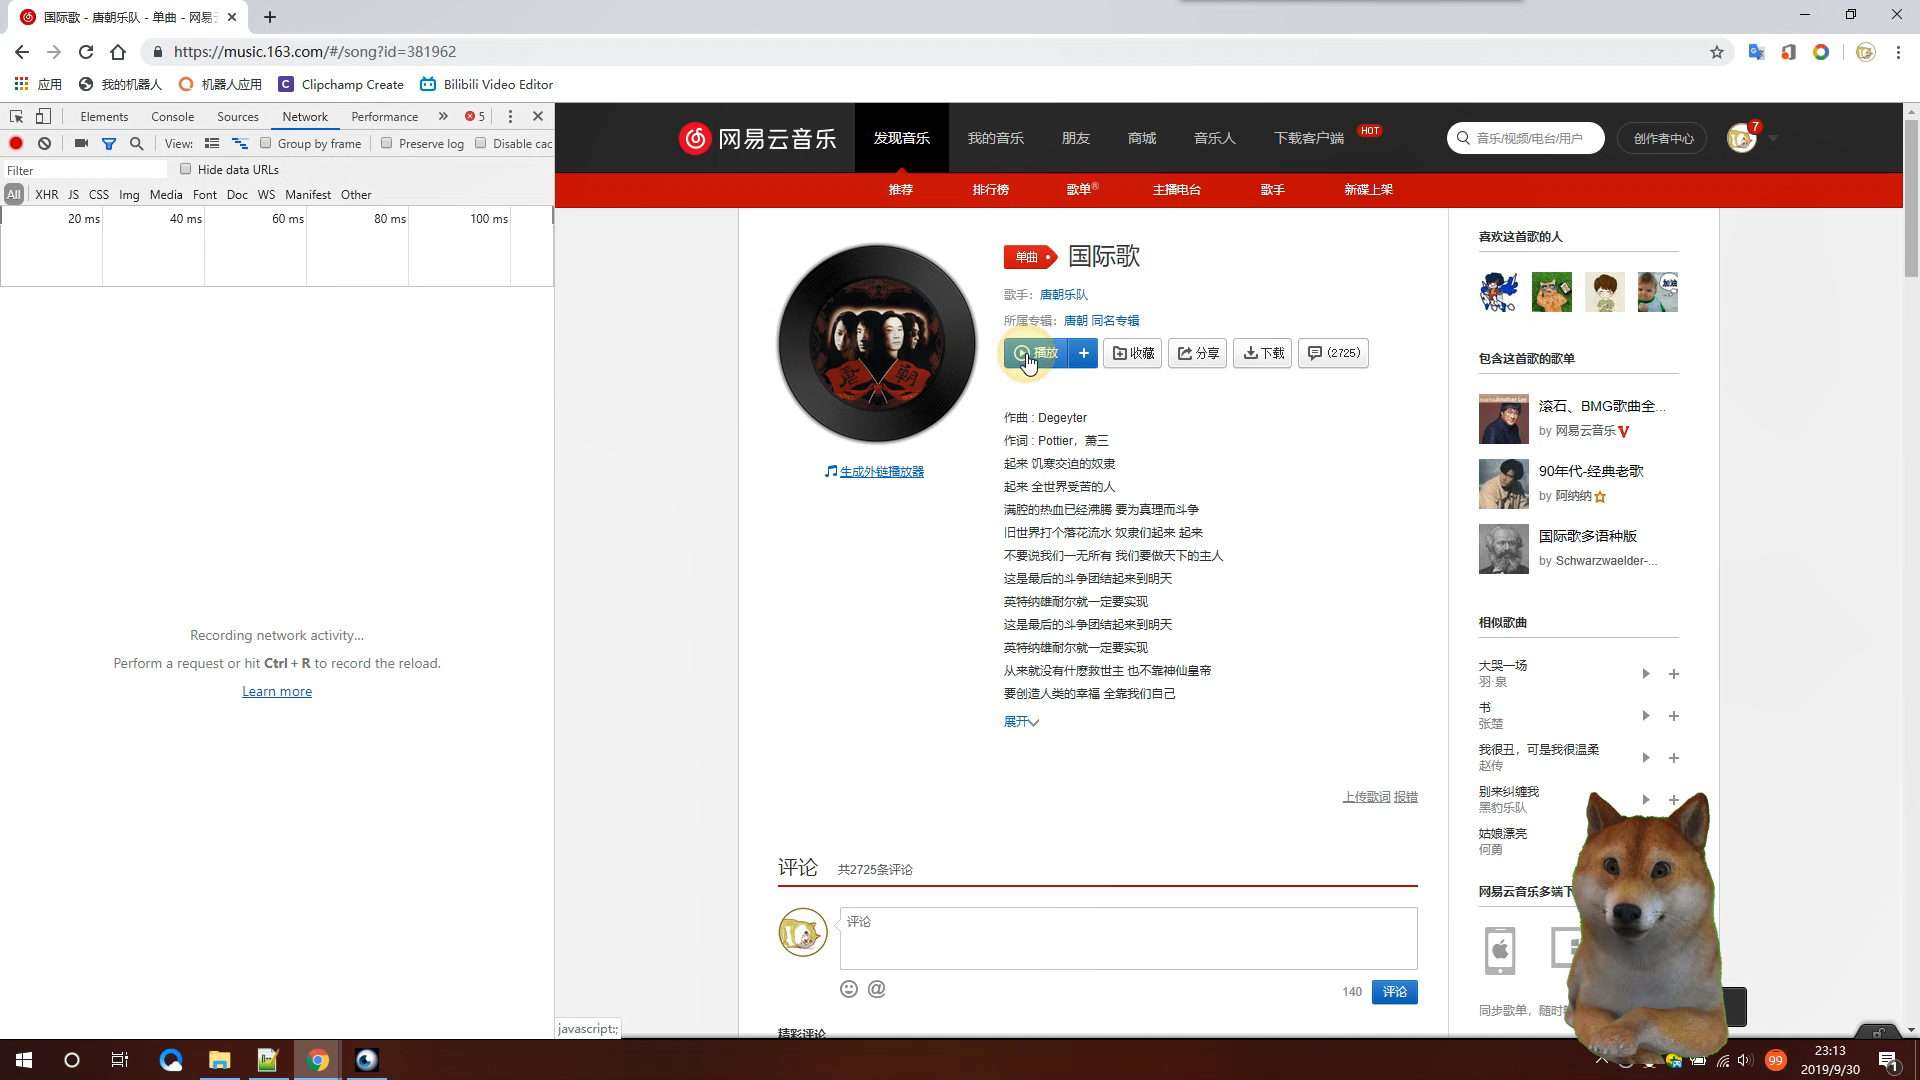 国际歌 - 唐朝乐队 - 单曲 - 网易
https://music.163.com/#/song?id=381962
应用 我的机器人 机器人应用 Clipchamp Create Bilibili Video Editor
Elements Console Sources Network Performance 5
View: Group by frame Preserve log Disable cac
Filter Hide data URLs
All XHR JS CSS Img Media Font Doc WS Manifest Other
20 ms 40 ms 60 ms 80 ms 100 ms
Recording network activity...
Perform a request or hit Ctrl + R to record the reload.
Learn more
javascript:;
网易云音乐 发现音乐 我的音乐 朋友 商城 音乐人 下载客户端 HOT 音乐/视频/电台/用户 创作者中心 7
推荐 排行榜 歌单® 主播电台 歌手 新碟上架
唐 朝
生成外链播放器
单曲 国际歌
歌手：唐朝乐队
所属专辑：唐朝 同名专辑
播放 + 收藏 分享 下载 (2725)
作曲 : Degeyter
作词 : Pottier，萧三
起来 饥寒交迫的奴隶
起来 全世界受苦的人
满腔的热血已经沸腾 要为真理而斗争
旧世界打个落花流水 奴隶们起来 起来
不要说我们一无所有 我们要做天下的主人
这是最后的斗争团结起来到明天
英特纳雄耐尔就一定要实现
这是最后的斗争团结起来到明天
英特纳雄耐尔就一定要实现
从来就没有什麽救世主 也不靠神仙皇帝
要创造人类的幸福 全靠我们自己
展开
上传歌词 报错
评论 共2725条评论
评论
@ 140 评论
精彩评论
喜欢这首歌的人
加油
包含这首歌的歌单
滚石、BMG歌曲全...
by 网易云音乐
90年代-经典老歌
by 阿纳纳
国际歌多语种版
by Schwarzwaelder-...
相似歌曲
大哭一场
羽·泉
书
张楚
我很丑，可是我很温柔
赵传
别来纠缠我
黑豹乐队
姑娘漂亮
何勇
网易云音乐多端下
同步歌单，随时
99
23:13
2019/9/30
1